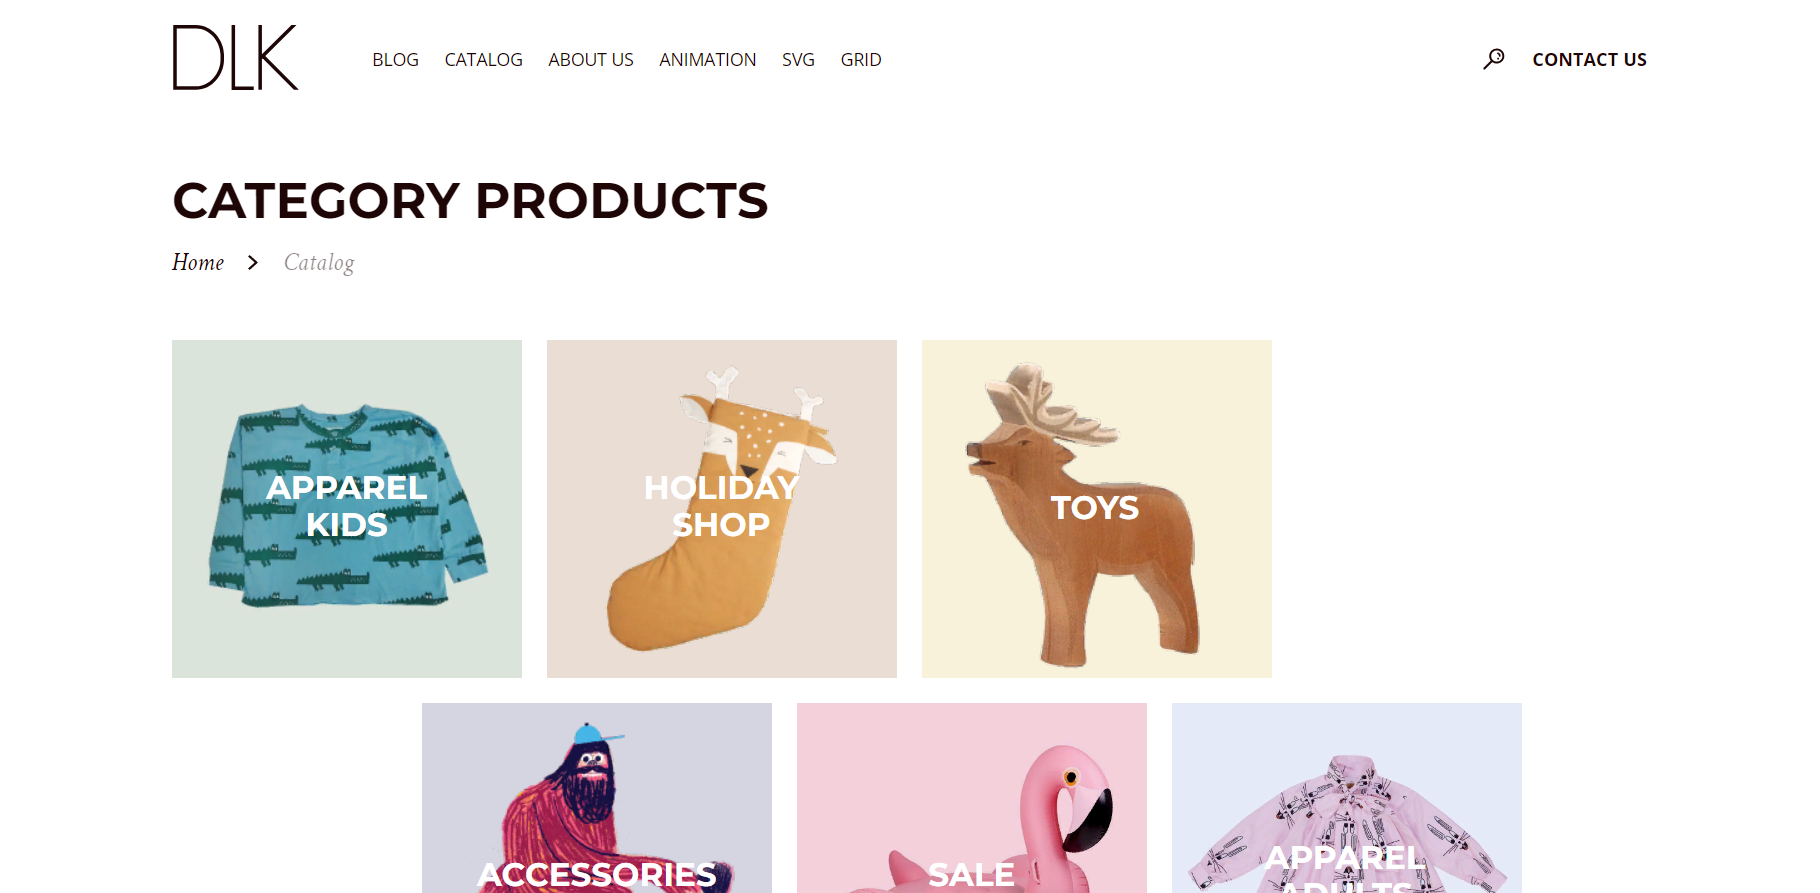 DLK
BLOG CATALOG ABOUT US ANIMATION SVG GRID
CONTACT US
CATEGORY PRODUCTS
Home > Catalog
APPAREL
KIDS
HOLIDAY
SHOP
TOYS
ACCESSORIES
SALE
APPAREL
ADULTS